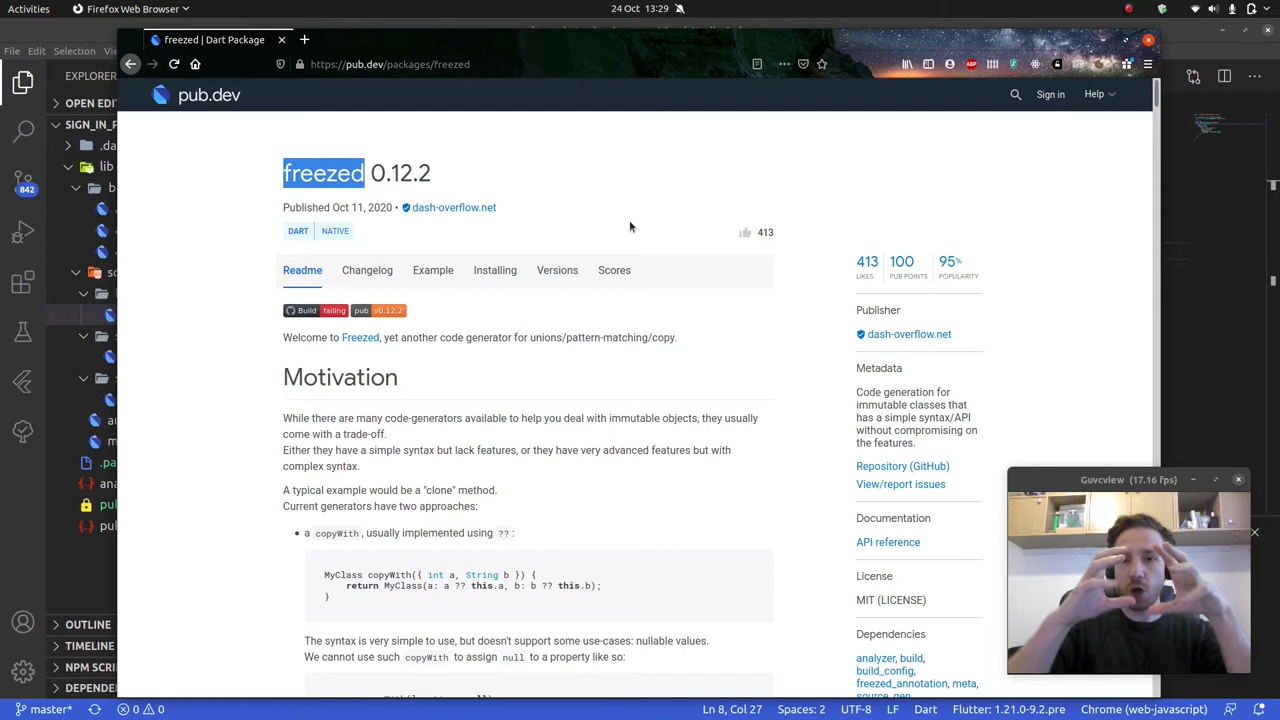 Activities
Firefox Web Browser
24 Oct 13:29
File Edit Selection
freezed | Dart Package
https://pub.dev/packages/freezed
EXPLORER
OPEN EDI
SIGN_IN_
.da
lib
842
.pa
an
pub
pub
OUTLINE
TIMELINE
NPM SCRIP
DEPENDEN
pub.dev
Sign in
Help
freezed 0.12.2
Published Oct 11, 2020 • dash-overflow.net
DART NATIVE
413
Readme Changelog Example Installing Versions Scores
Build failing pub v0.12.2
Welcome to Freezed, yet another code generator for unions/pattern-matching/copy.
Motivation
While there are many code-generators available to help you deal with immutable objects, they usually
come with a trade-off.
Either they have a simple syntax but lack features, or they have very advanced features but with
complex syntax.
A typical example would be a "clone" method.
Current generators have two approaches:
• a copyWith, usually implemented using ??:
MyClass copyWith({ int a, String b }) {
return MyClass(a: a ?? this.a, b: b ?? this.b);
}
The syntax is very simple to use, but doesn't support some use-cases: nullable values.
We cannot use such copyWith to assign null to a property like so:
413 100 95%
LIKES PUB POINTS POPULARITY
Publisher
dash-overflow.net
Metadata
Code generation for
immutable classes that
has a simple syntax/API
without compromising on
the features.
Repository (GitHub)
View/report issues
Documentation
API reference
License
MIT (LICENSE)
Dependencies
analyzer, build,
build_config,
freezed_annotation, meta,
source_gen
Guvcview (17.16 fps)
master*
0 0
Ln 8, Col 27
Spaces: 2
UTF-8
LF
Dart
Flutter: 1.21.0-9.2.pre
Chrome (web-javascript)